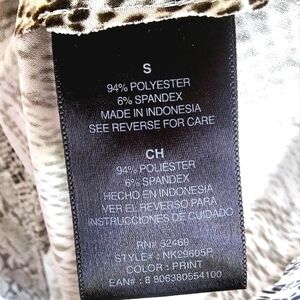 S
94% POLYESTER
6% SPANDEX
MADE IN INDONESIA
SEE REVERSE FOR CARE
CH
94% POLIÉSTER
6% SPANDEX
HECHO EN INDONESIA
VER EL REVERSO PARA
INSTRUCCIONES DE CUIDADO
RN# 52469
STYLE# : NK29605P
COLOR : PRINT
EAN# : 8 806380554100